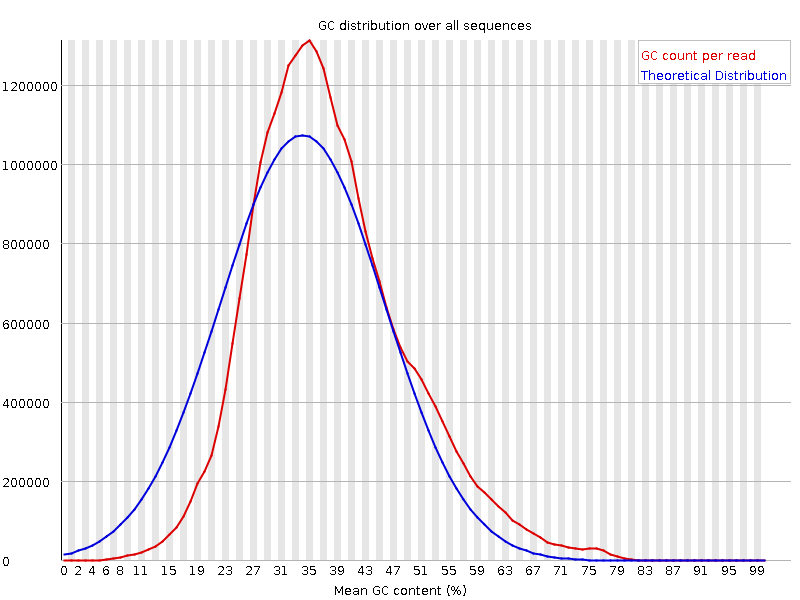 GC distribution over all sequences
GC count per read
Theoretical Distribution
1200000
1000000
800000
600000
400000
200000
0
0 2 4 6 8 11 15 19 23 27 31 35 39 43 47 51 55 59 63 67 71 75 79 83 87 91 95 99
Mean GC content (%)